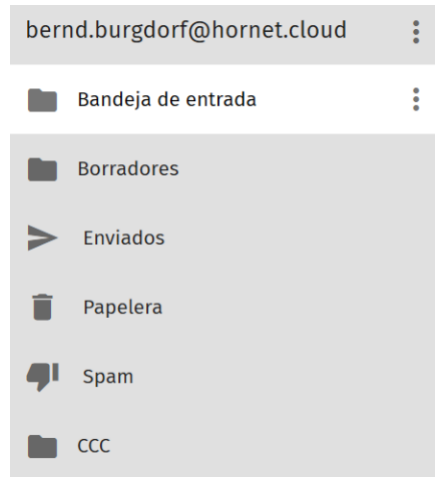 bernd.burgdorf@hornet.cloud
Bandeja de entrada
Borradores
Enviados
Papelera
Spam
CCC